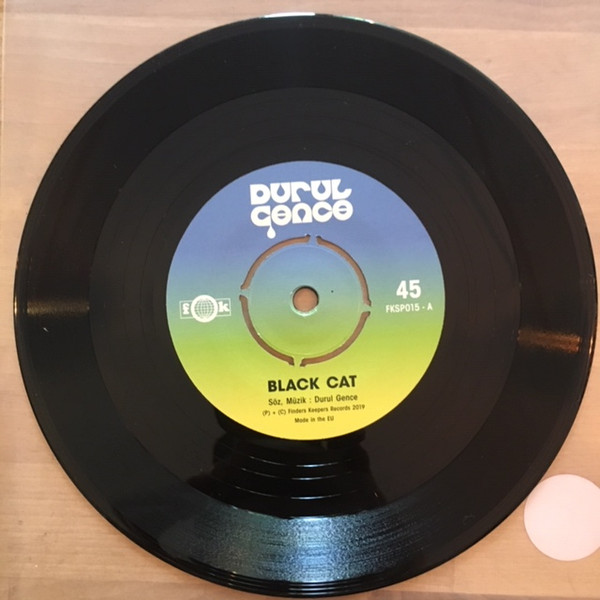 Durul
Gence
45
FKSP015 - A
f k
BLACK CAT
Söz, Müzik : Durul Gence
(P) + (C) Finders Keepers Records 2019
Made in the EU